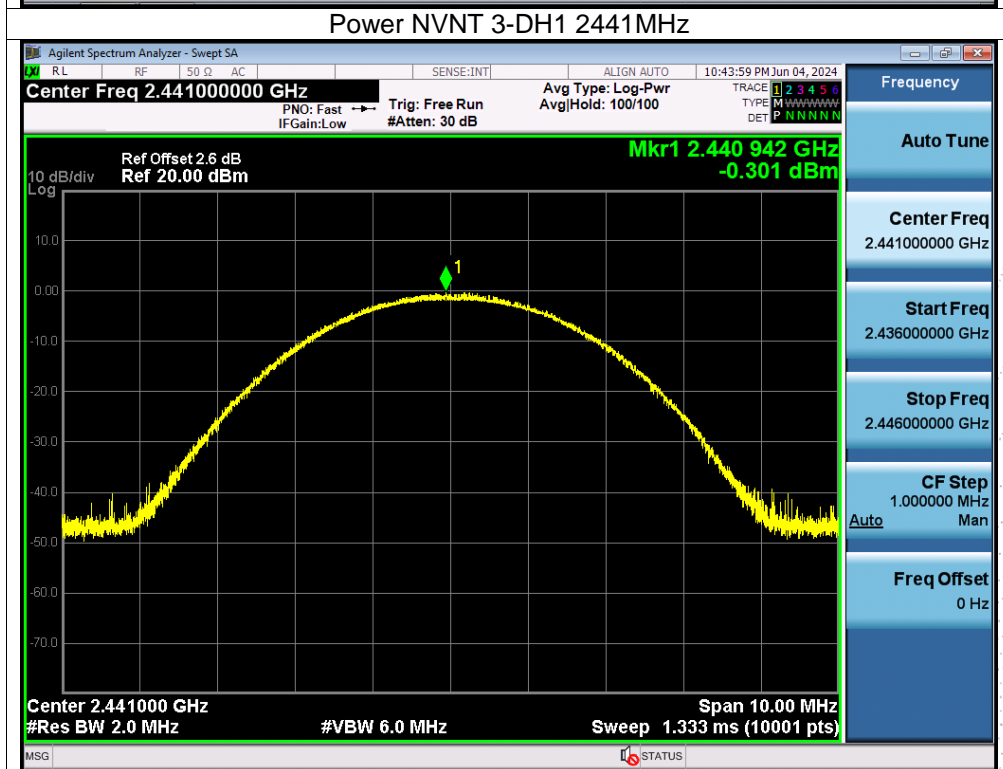 Power NVNT 3-DH1 2441MHz
Agilent Spectrum Analyzer - Swept SA
LXI RL RF 50 Ω AC SENSE:INT ALIGN AUTO 10:43:59 PM Jun 04, 2024
Center Freq 2.441000000 GHz
PNO: Fast
IFGain:Low
Trig: Free Run
#Atten: 30 dB
Avg Type: Log-Pwr
Avg|Hold: 100/100
TRACE 1 2 3 4 5 6
TYPE M WWWWW
DET P N N N N N
Frequency
Auto Tune
Mkr1 2.440 942 GHz
-0.301 dBm
Ref Offset 2.6 dB
10 dB/div Ref 20.00 dBm
Log
10.0
0.00
-10.0
-20.0
-30.0
-40.0
-50.0
-60.0
-70.0
1
Center Freq
2.441000000 GHz
Start Freq
2.436000000 GHz
Stop Freq
2.446000000 GHz
CF Step
1.000000 MHz
Auto Man
Freq Offset
0 Hz
Center 2.441000 GHz Span 10.00 MHz
#Res BW 2.0 MHz #VBW 6.0 MHz Sweep 1.333 ms (10001 pts)
MSG STATUS